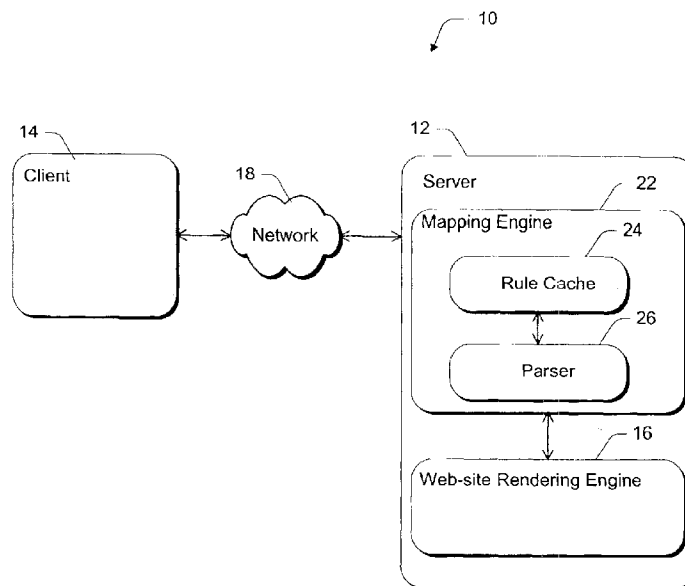 10
14
Client
18
Network
12
Server
22
Mapping Engine
24
Rule Cache
26
Parser
16
Web-site Rendering Engine